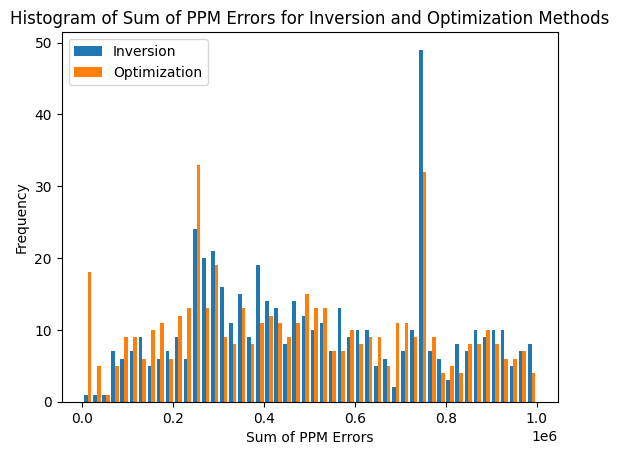 Histogram of Sum of PPM Errors for Inversion and Optimization Methods
Inversion
Optimization
Frequency
50
40
30
20
10
0
0.0 0.2 0.4 0.6 0.8 1.0
1e6
Sum of PPM Errors